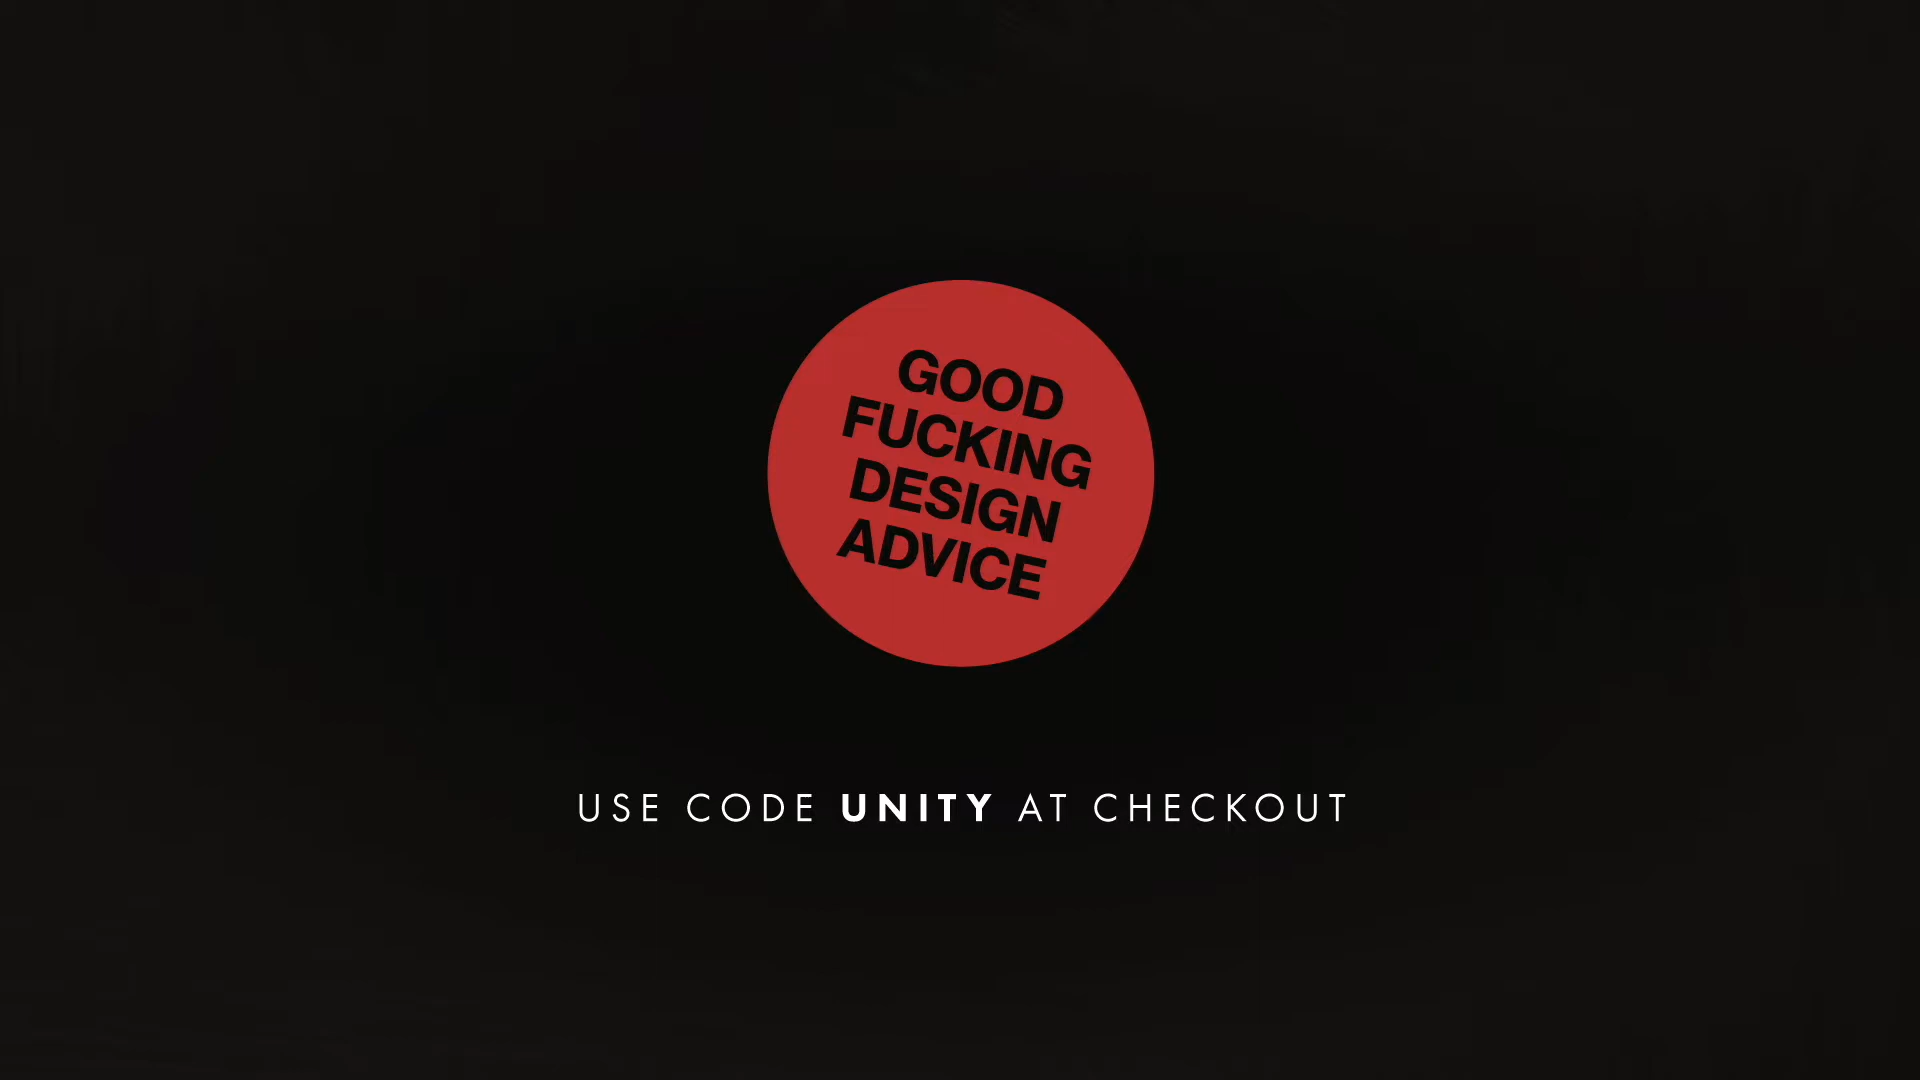 GOOD
FUCKING
DESIGN
ADVICE
USE CODE UNITY AT CHECKOUT